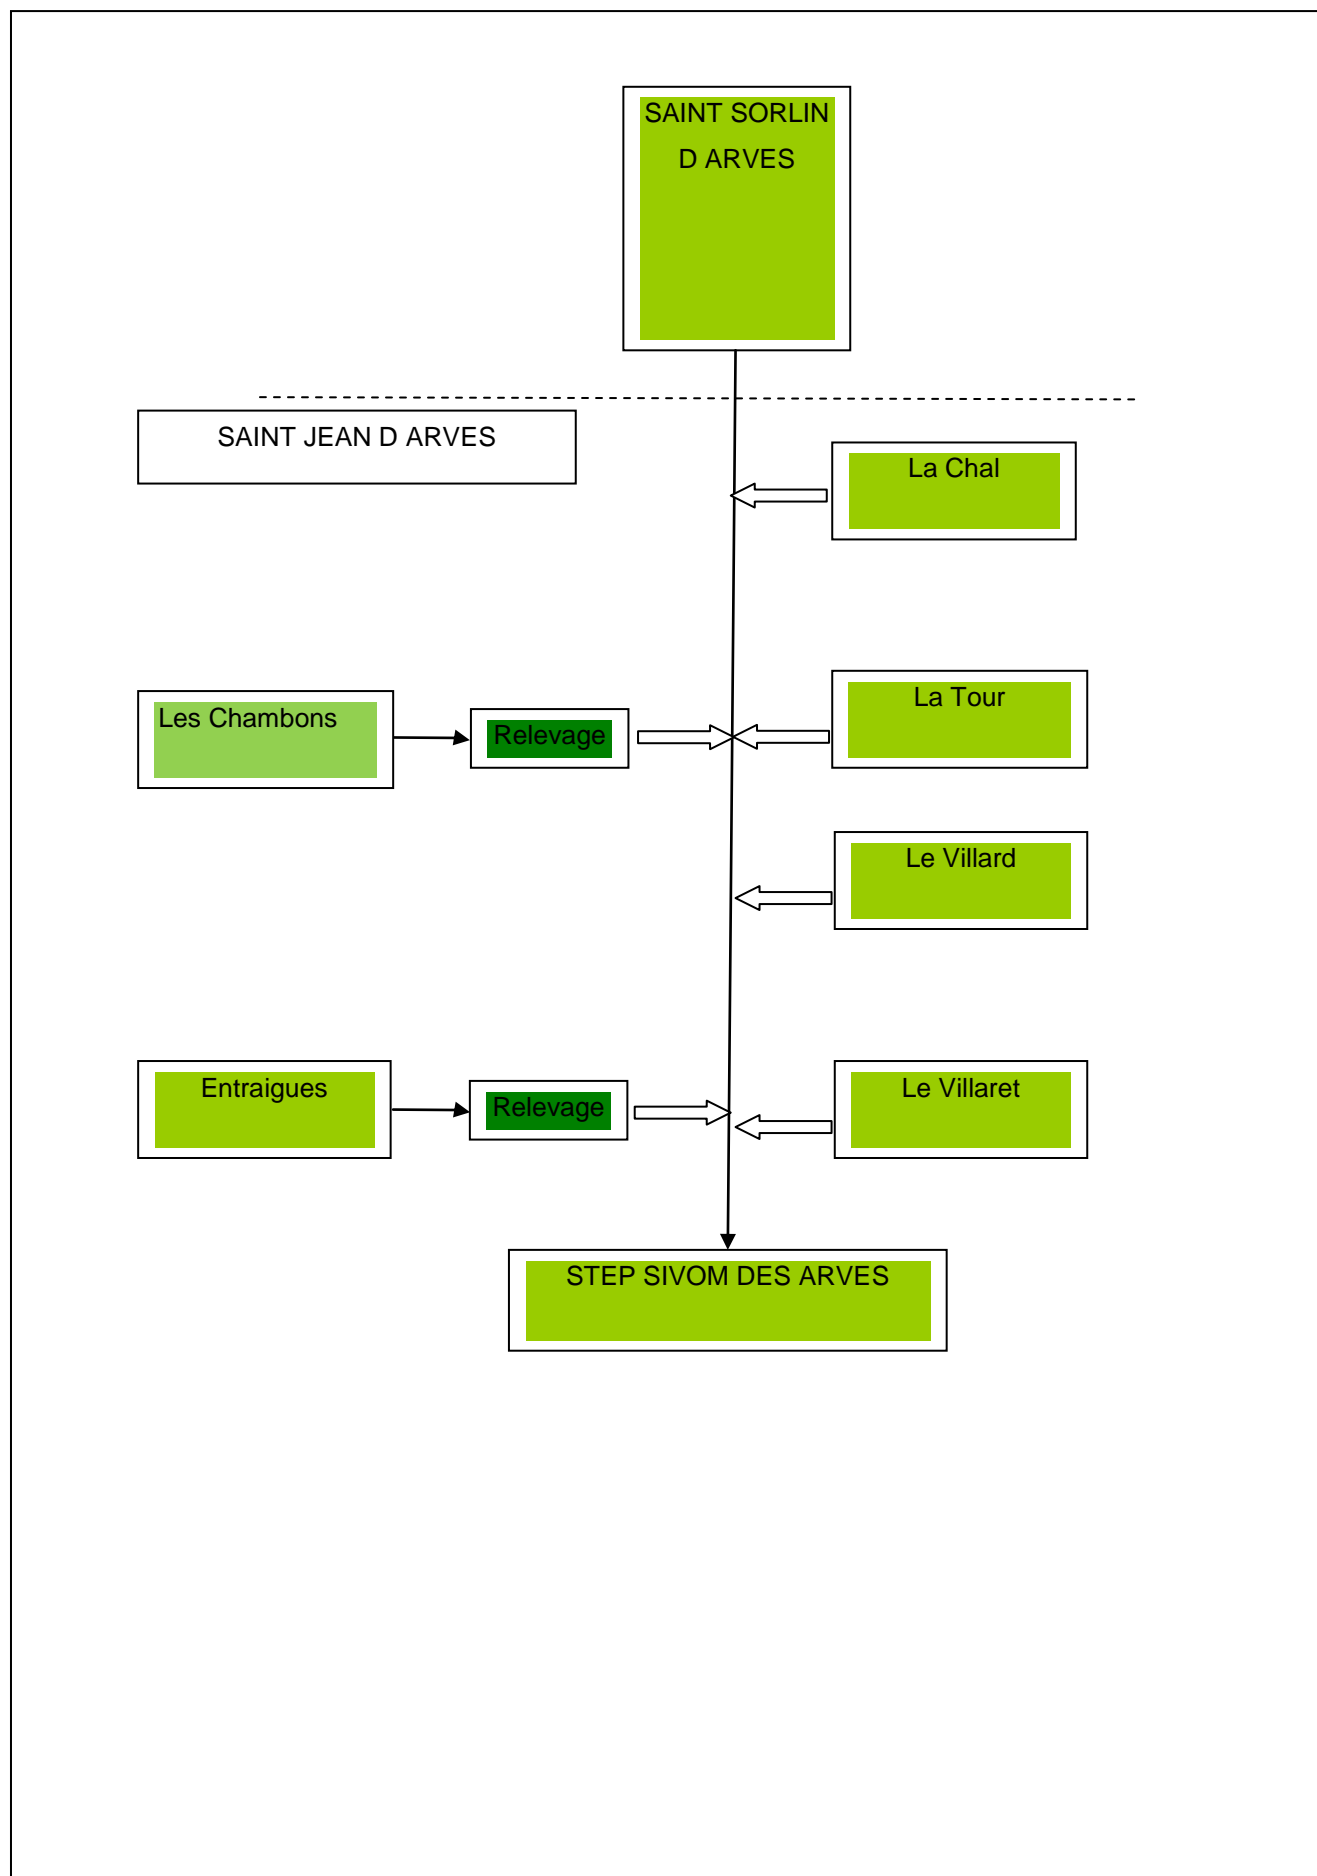 SAINT SORLIN
D ARVES
SAINT JEAN D ARVES
La Chal
Les Chambons
Relevage
La Tour
Le Villard
Entraigues
Relevage
Le Villaret
STEP SIVOM DES ARVES